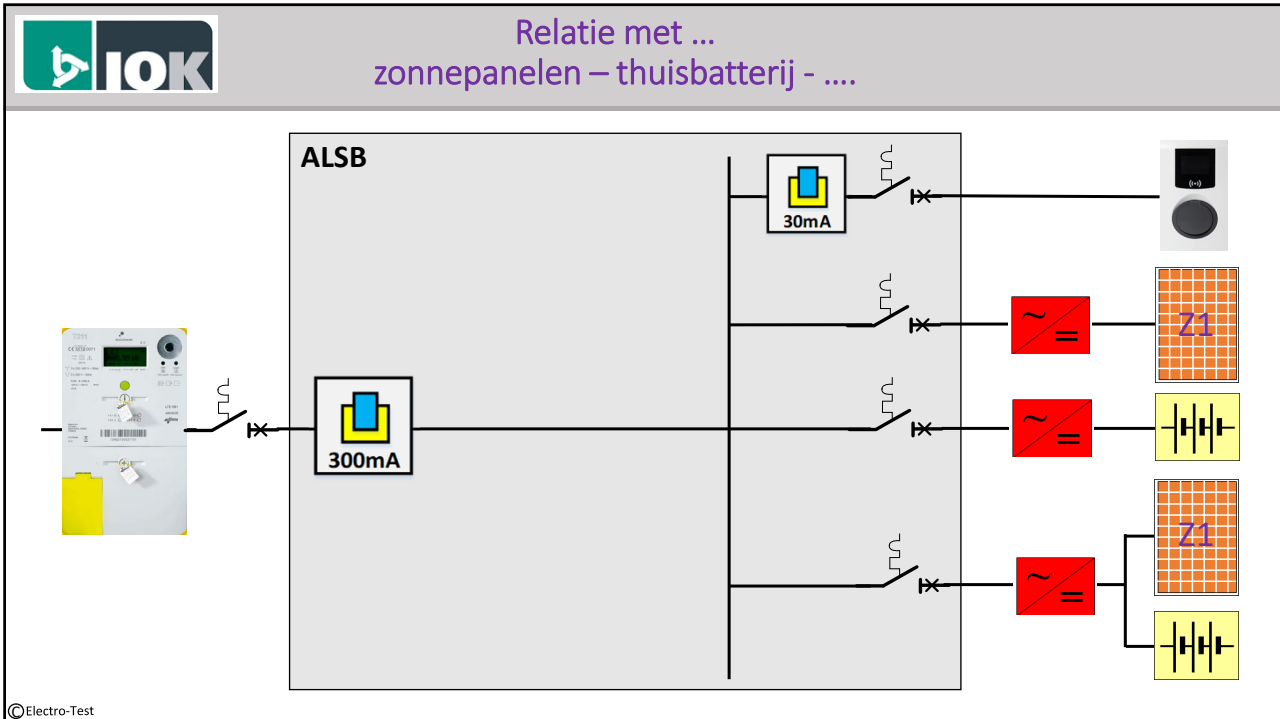 IOK
Relatie met ...
zonnepanelen – thuisbatterij - ....
ALSB
30mA
Z1
300mA
Z1
©Electro-Test